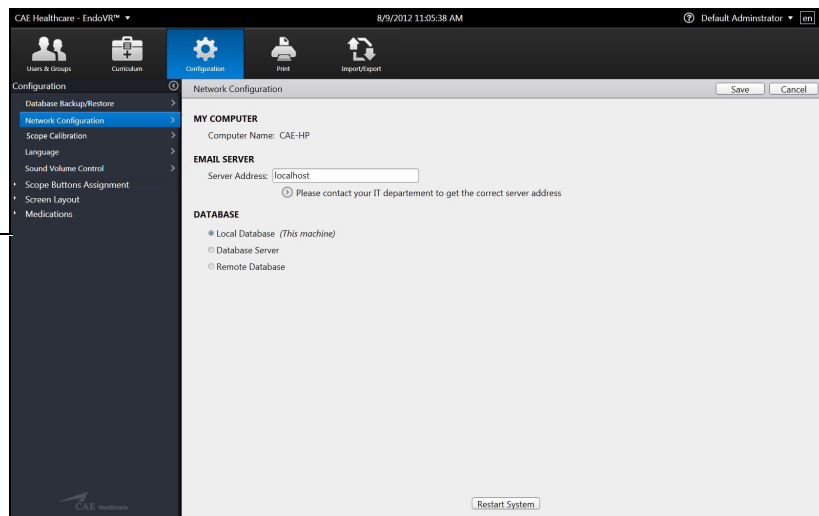 CAE Healthcare - EndoVR™ 8/9/2012 11:05:38 AM Default Adminstrator en
Users & Groups Curriculum Configuration Print Import/Export
Configuration
Database Backup/Restore
Network Configuration
Scope Calibration
Language
Sound Volume Control
Scope Buttons Assignment
Screen Layout
Medications
CAE Healthcare
Network Configuration Save Cancel
MY COMPUTER
Computer Name: CAE-HP
EMAIL SERVER
Server Address: localhost
Please contact your IT departement to get the correct server address
DATABASE
Local Database (This machine)
Database Server
Remote Database
Restart System